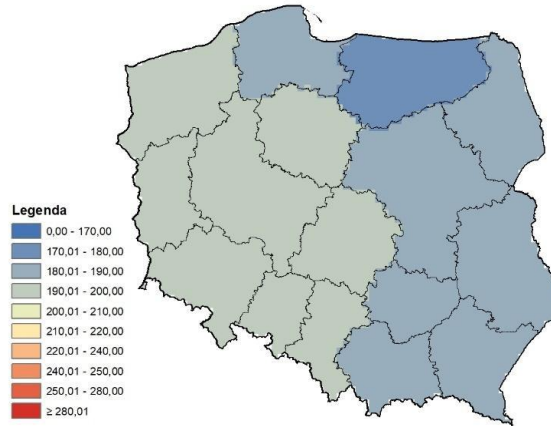 Legenda
0,00 - 170,00
170,01 - 180,00
180,01 - 190,00
190,01 - 200,00
200,01 - 210,00
210,01 - 220,00
220,01 - 240,00
240,01 - 250,00
250,01 - 280,00
≥ 280,01